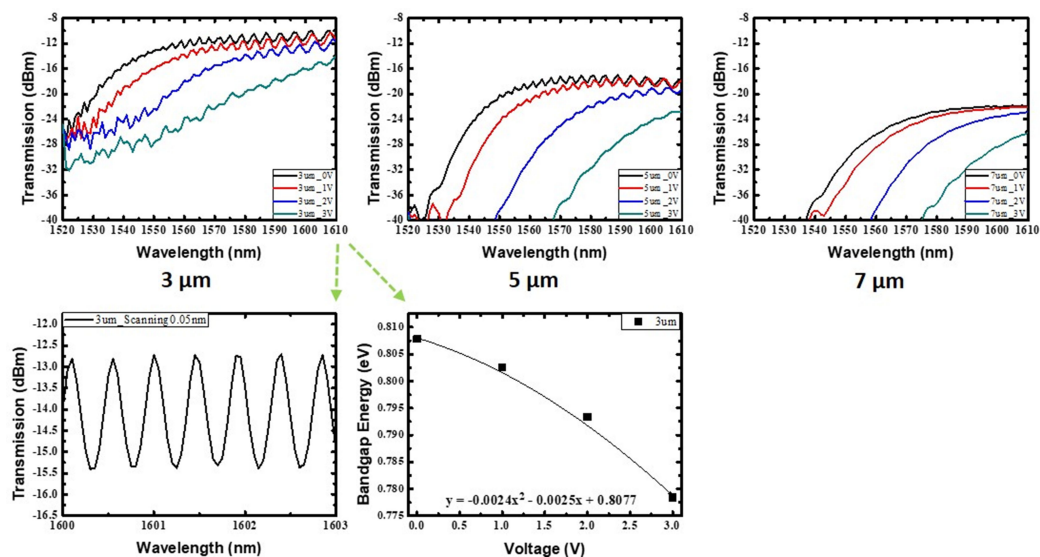 -8
-12
-16
-20
-24
-28
-32
-36
-40
Transmission (dBm)
3um_0V
3um_1V
3um_2V
3um_3V
1520 1530 1540 1550 1560 1570 1580 1590 1600 1610
Wavelength (nm)
3 μm
-8
-12
-16
-20
-24
-28
-32
-36
-40
Transmission (dBm)
5um_0V
5um_1V
5um_2V
5um_3V
1520 1530 1540 1550 1560 1570 1580 1590 1600 1610
Wavelength (nm)
5 μm
-8
-12
-16
-20
-24
-28
-32
-36
-40
Transmission (dBm)
7um_0V
7um_1V
7um_2V
7um_3V
1520 1530 1540 1550 1560 1570 1580 1590 1600 1610
Wavelength (nm)
7 μm
3um_Scanning0.05nm
-12.0
-12.5
-13.0
-13.5
-14.0
-14.5
-15.0
-15.5
-16.0
-16.5
Transmission (dBm)
1600 1601 1602 1603
Wavelength (nm)
3um
0.810
0.805
0.800
0.795
0.790
0.785
0.780
0.775
Bandgap Energy (eV)
y = -0.0024x² - 0.0025x + 0.8077
0.0 0.5 1.0 1.5 2.0 2.5 3.0
Voltage (V)